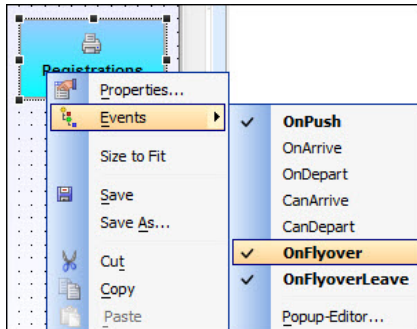 Registrations
Properties...
Events
Size to Fit
Save
Save As...
Cut
Copy
Paste
OnPush
OnArrive
OnDepart
CanArrive
CanDepart
OnFlyover
OnFlyoverLeave
Popup-Editor...